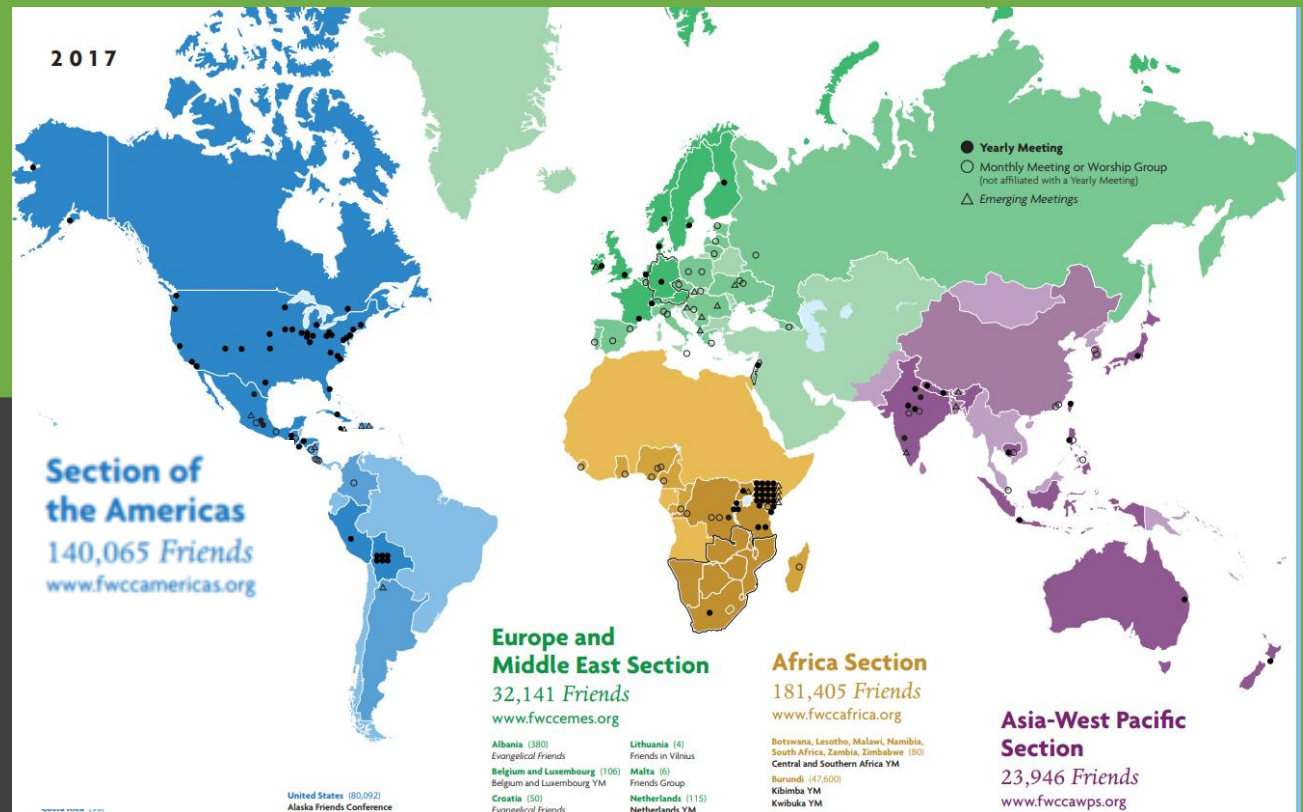 2017
Yearly Meeting
Monthly Meeting or Worship Group
(not affiliated with a Yearly Meeting)
Emerging Meetings
Section of
the Americas
140,065 Friends
www.fwccamericas.org
Europe and
Middle East Section
32,141 Friends
www.fwccemes.org
Albania (380)
Evangelical Friends
Belgium and Luxembourg (106)
Belgium and Luxembourg YM
Croatia (50)
Evangelical Friends
Lithuania (4)
Friends in Vilnius
Malta (6)
Friends Group
Netherlands (115)
Netherlands YM
Africa Section
181,405 Friends
www.fwccafrica.org
Botswana, Lesotho, Malawi, Namibia,
South Africa, Zambia, Zimbabwe (80)
Central and Southern Africa YM
Burundi (47,600)
Kibimba YM
Kwibuka YM
Asia-West Pacific
Section
23,946 Friends
www.fwccawps.org
United States (80,092)
Alaska Friends Conference